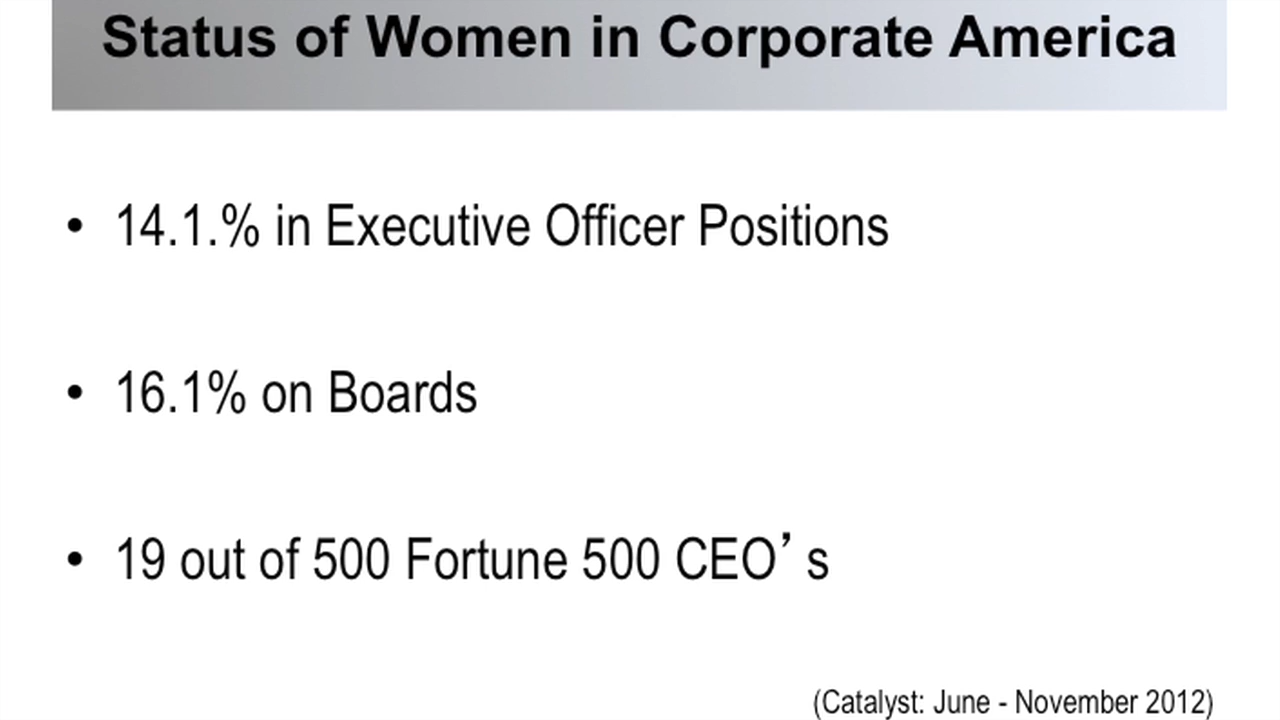 Status of Women in Corporate America
• 14.1.% in Executive Officer Positions
• 16.1% on Boards
• 19 out of 500 Fortune 500 CEO’ s
(Catalyst: June - November 2012)